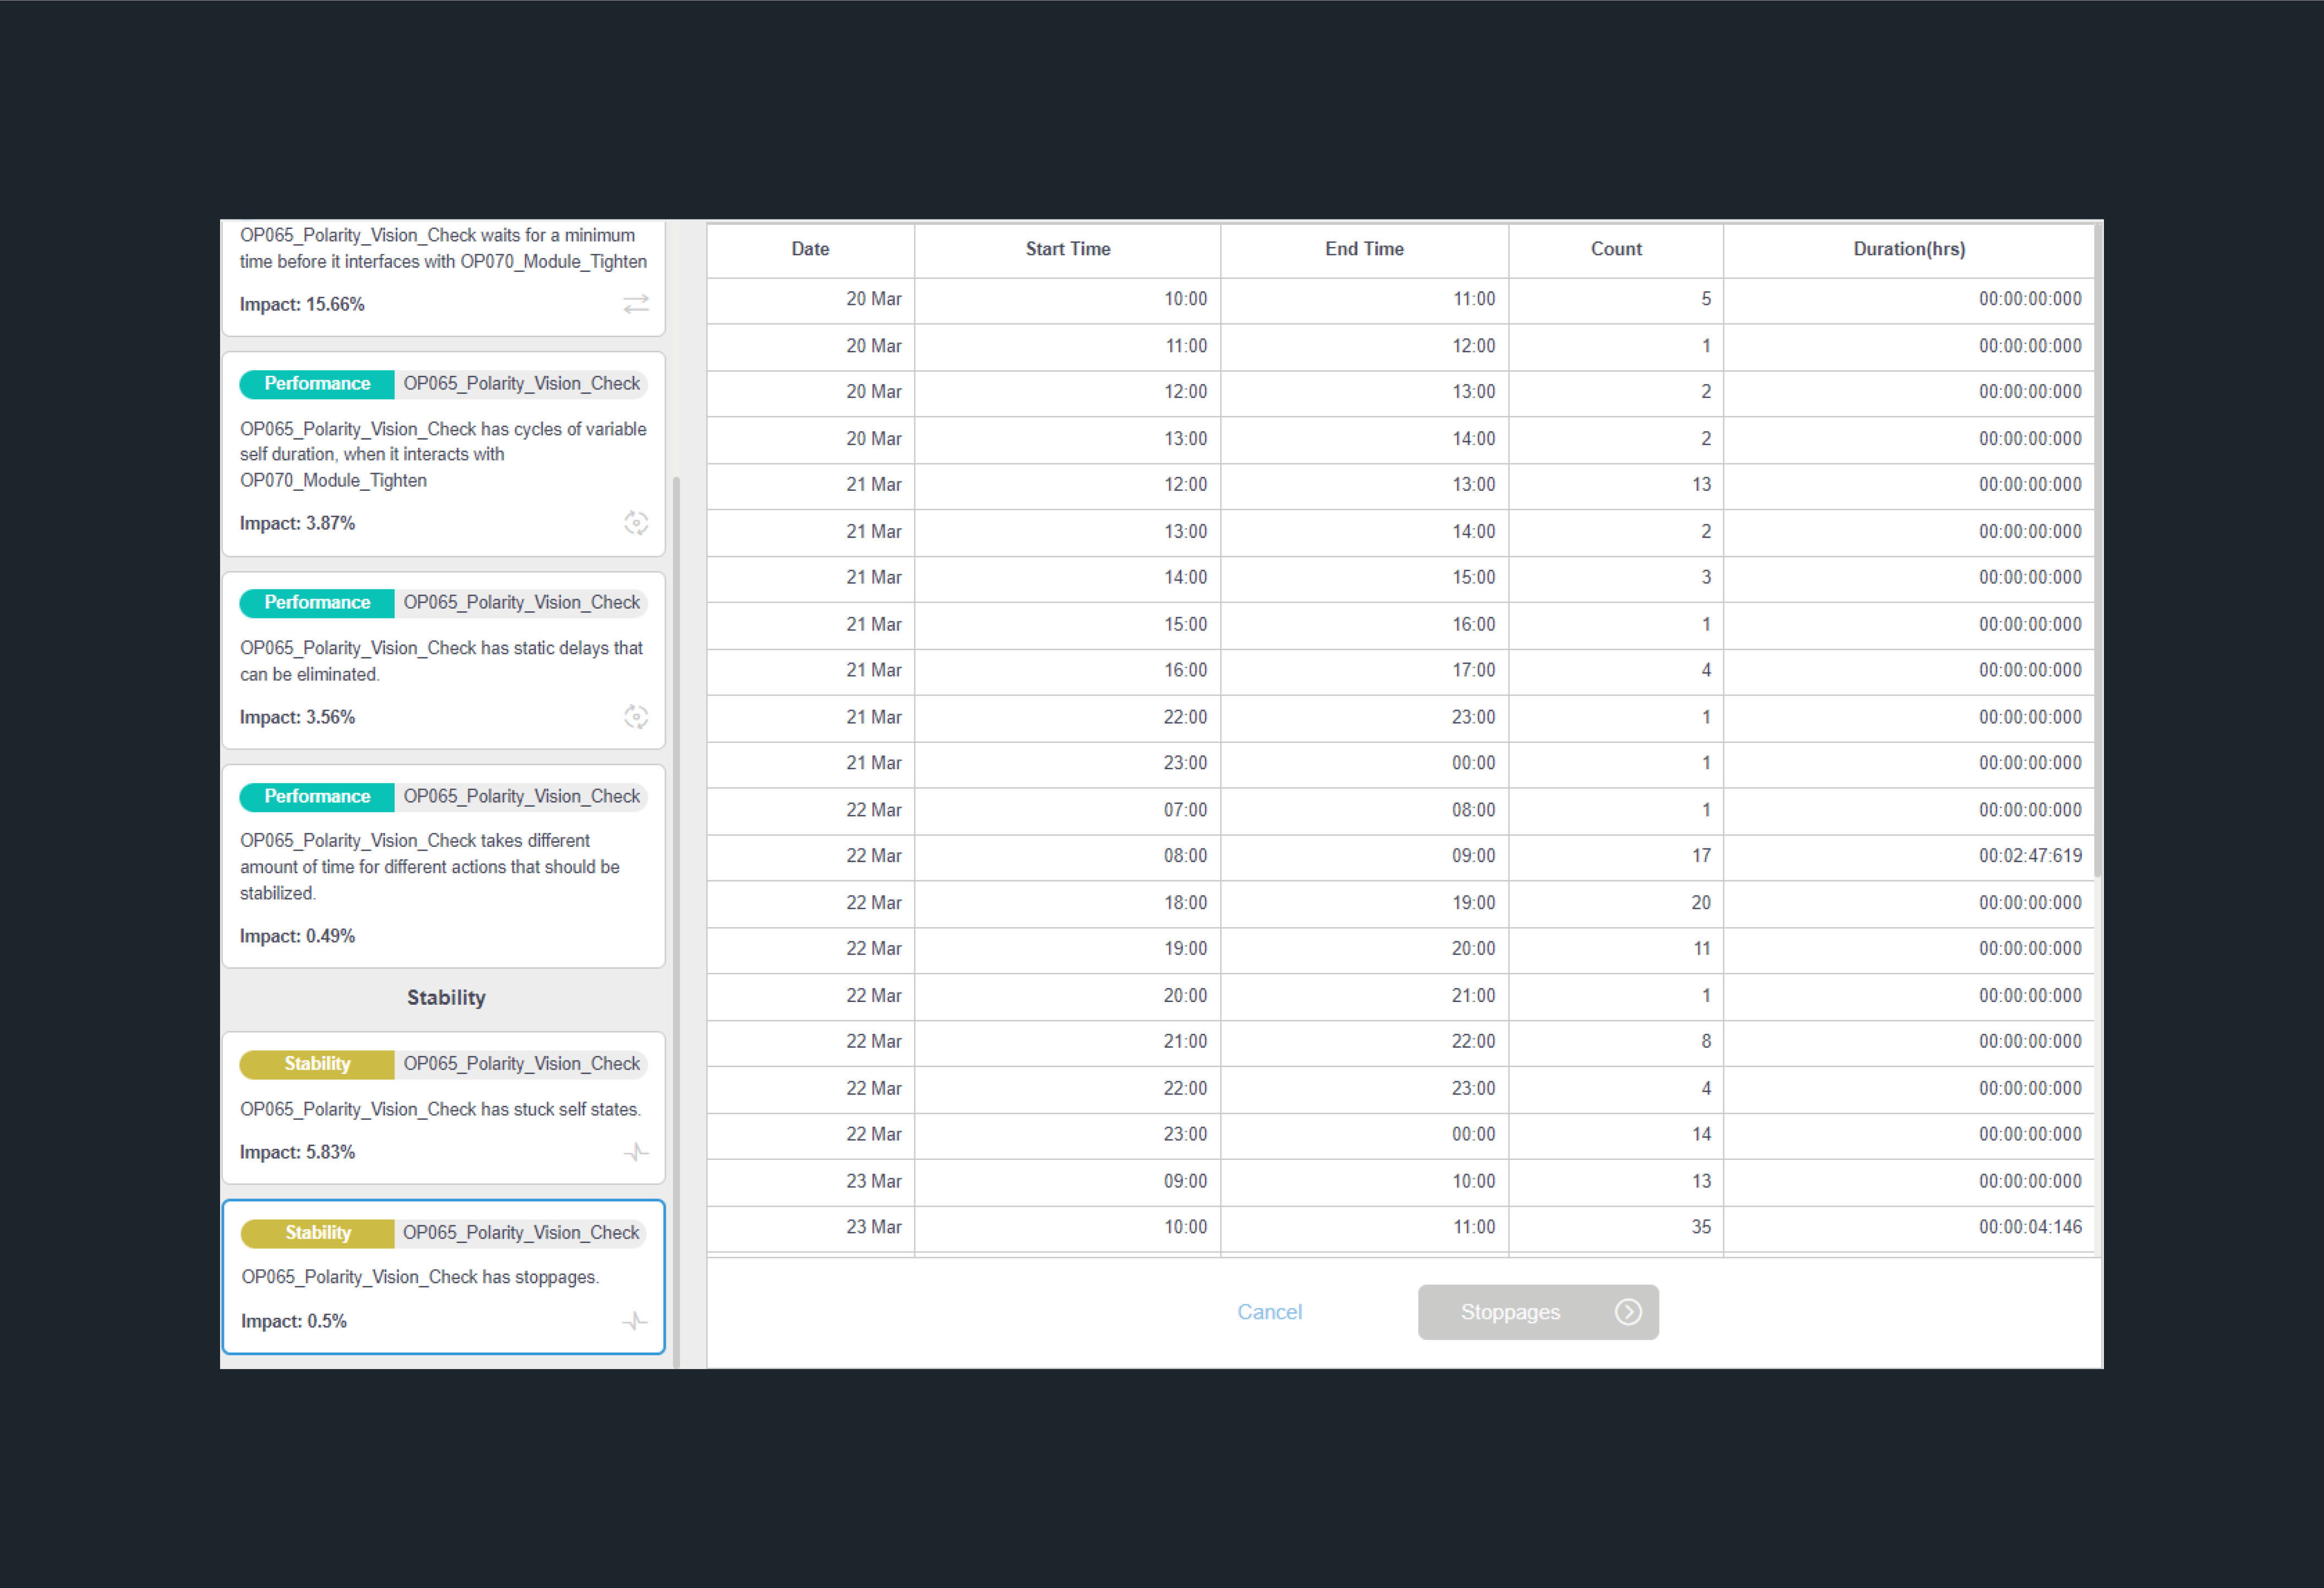 OP065_Polarity_Vision_Check waits for a minimum
time before it interfaces with OP070_Module_Tighten
Impact: 15.66%
Performance OP065_Polarity_Vision_Check
OP065_Polarity_Vision_Check has cycles of variable
self duration, when it interacts with
OP070_Module_Tighten
Impact: 3.87%
Performance OP065_Polarity_Vision_Check
OP065_Polarity_Vision_Check has static delays that
can be eliminated.
Impact: 3.56%
Performance OP065_Polarity_Vision_Check
OP065_Polarity_Vision_Check takes different
amount of time for different actions that should be
stabilized.
Impact: 0.49%
Stability
Stability OP065_Polarity_Vision_Check
OP065_Polarity_Vision_Check has stuck self states.
Impact: 5.83%
Stability OP065_Polarity_Vision_Check
OP065_Polarity_Vision_Check has stoppages.
Impact: 0.5%
Date Start Time End Time Count Duration(hrs)
20 Mar 10:00 11:00 5 00:00:00:000
20 Mar 11:00 12:00 1 00:00:00:000
20 Mar 12:00 13:00 2 00:00:00:000
20 Mar 13:00 14:00 2 00:00:00:000
21 Mar 12:00 13:00 13 00:00:00:000
21 Mar 13:00 14:00 2 00:00:00:000
21 Mar 14:00 15:00 3 00:00:00:000
21 Mar 15:00 16:00 1 00:00:00:000
21 Mar 16:00 17:00 4 00:00:00:000
21 Mar 22:00 23:00 1 00:00:00:000
21 Mar 23:00 00:00 1 00:00:00:000
22 Mar 07:00 08:00 1 00:00:00:000
22 Mar 08:00 09:00 17 00:02:47:619
22 Mar 18:00 19:00 20 00:00:00:000
22 Mar 19:00 20:00 11 00:00:00:000
22 Mar 20:00 21:00 1 00:00:00:000
22 Mar 21:00 22:00 8 00:00:00:000
22 Mar 22:00 23:00 4 00:00:00:000
22 Mar 23:00 00:00 14 00:00:00:000
23 Mar 09:00 10:00 13 00:00:00:000
23 Mar 10:00 11:00 35 00:00:04:146
Cancel Stoppages